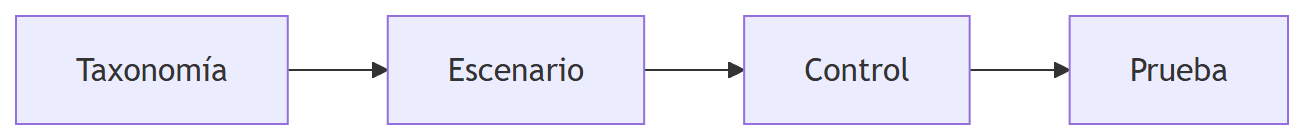 Taxonomía
Escenario
Control
Prueba